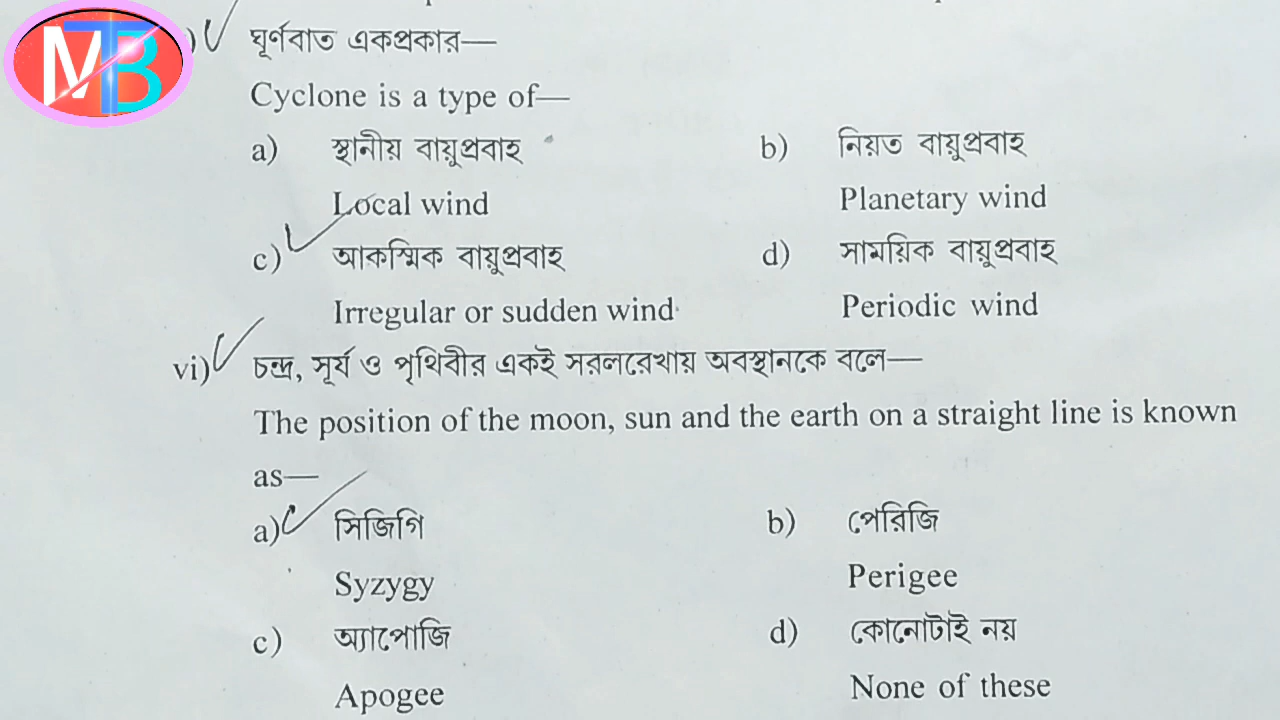 MTB
) ঘূর্ণবাত একপ্রকার—
Cyclone is a type of—
a) স্থানীয় বায়ুপ্রবাহ b) নিয়ত বায়ুপ্রবাহ
Local wind Planetary wind
c) আকস্মিক বায়ুপ্রবাহ d) সাময়িক বায়ুপ্রবাহ
Irregular or sudden wind Periodic wind
vi) চন্দ্র, সূর্য ও পৃথিবীর একই সরলরেখায় অবস্থানকে বলে—
The position of the moon, sun and the earth on a straight line is known
as—
a) সিজিগি b) পেরিজি
Syzygy Perigee
c) অ্যাপোজি d) কোনোটাই নয়
Apogee None of these